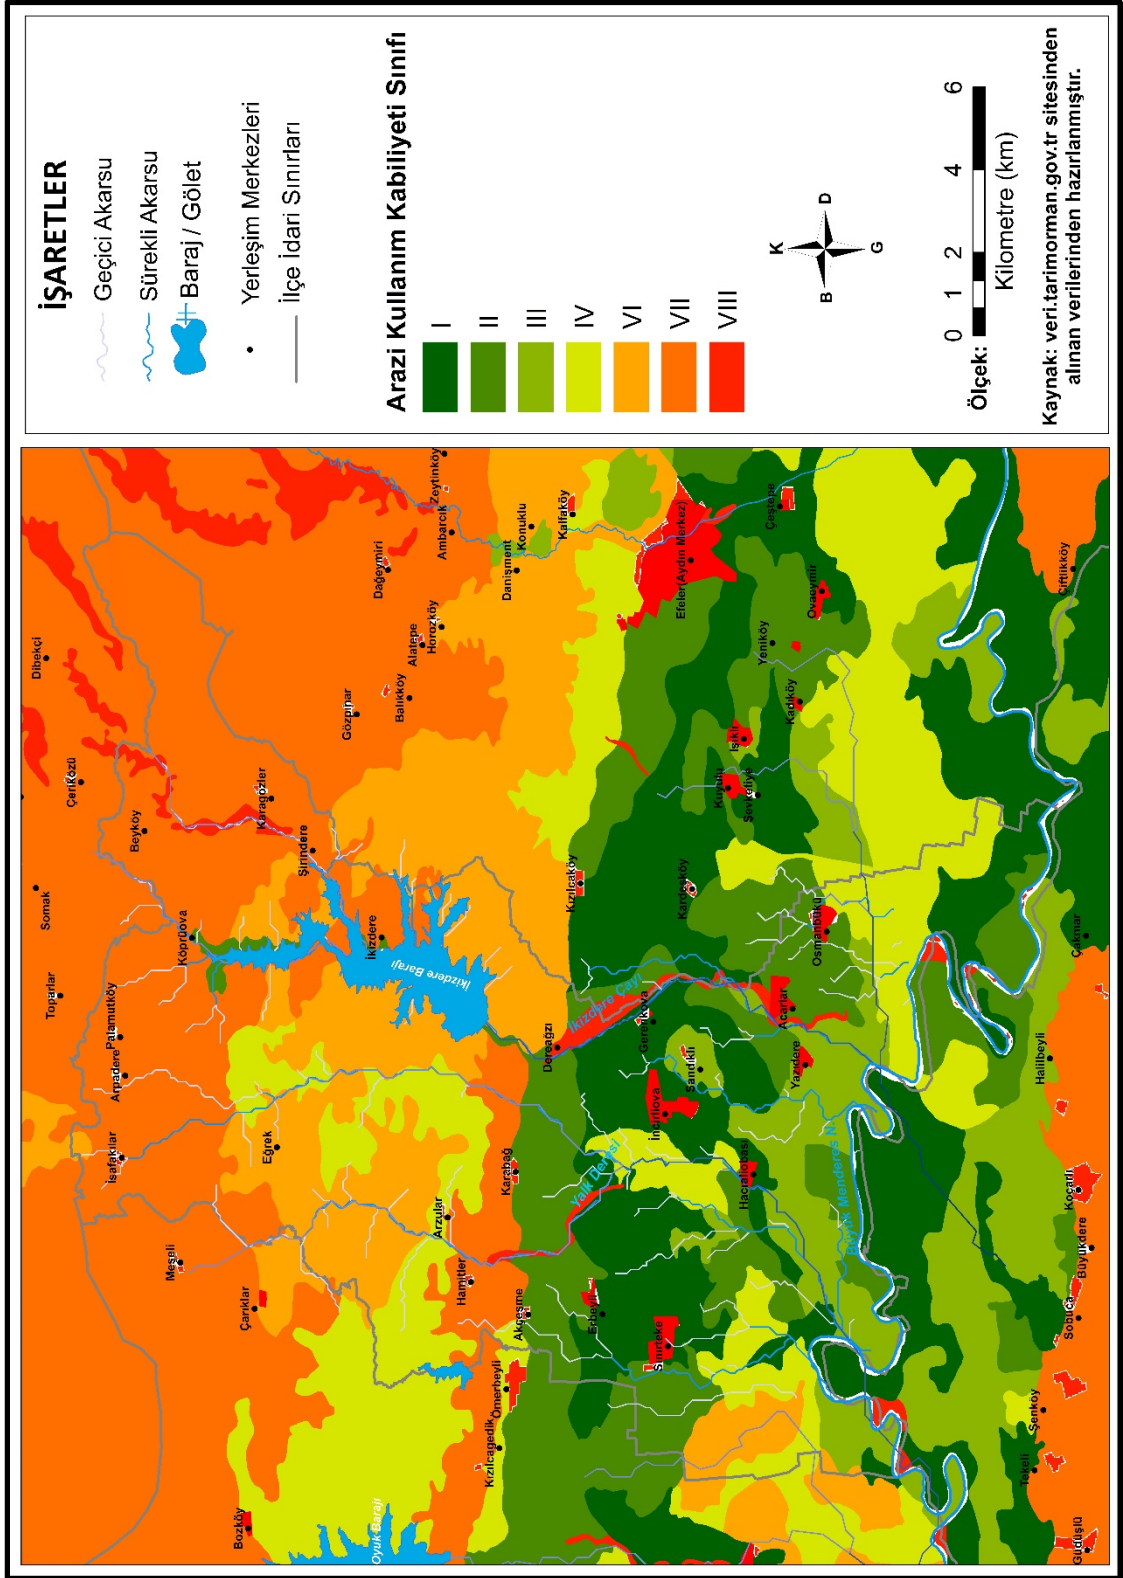 İŞARETLER
Geçici Akarsu
Sürekli Akarsu
Baraj / Gölet
Yerleşim Merkezleri
İlçe İdari Sınırları
Arazi Kullanım Kabiliyeti Sınıfı
I
II
III
IV
VI
VII
VIII
K
B
D
G
Ölçek:
0 1 2 4 6
Kilometre (km)
Kaynak: veri.tarimorman.gov.tr sitesinden
alınan verilerinden hazırlanmıştır.
Dibekçi
Somak
Toparlar
Çeriközü
Beyköy
Palamutköy
Arpadere
İsafakılar
Köprüova
Meşeli
Karagözler
Şirindere
Çarıklar
Bozköy
Eğrek
İkizdere
İkizdere Barajı
Gözpınar
Dağeymiri
Balıkköy
Alatepe
Horozköy
Ambarcık
Zeytinköy
Arzular
Hamitler
Oyuk Barajı
Danişment
Konuklu
Kalfaköy
Karabağ
Akçeşme
Ömerbeyli
Kızılcagedik
Dereağzı
Kızılcaköy
Yalk Deresi
İkizdere Çayı
Erbeyli
Gerenkova
Sandıklı
İncirliova
Sınırteke
Kardeşköy
Efeler(Aydın Merkez)
Kuyulu
Işıklı
Şevketiye
Yeniköy
Çeştepe
Kadıköy
Ovaeymir
Hacıaliobası
Yazıdere
Acarlar
Osmanbükü
Büyük Menderes N.
Çiftlikköy
Çakmar
Halilbeyli
Koçarlı
Büyükdere
Sobuca
Şenköy
Tekeli
Güdüşlü